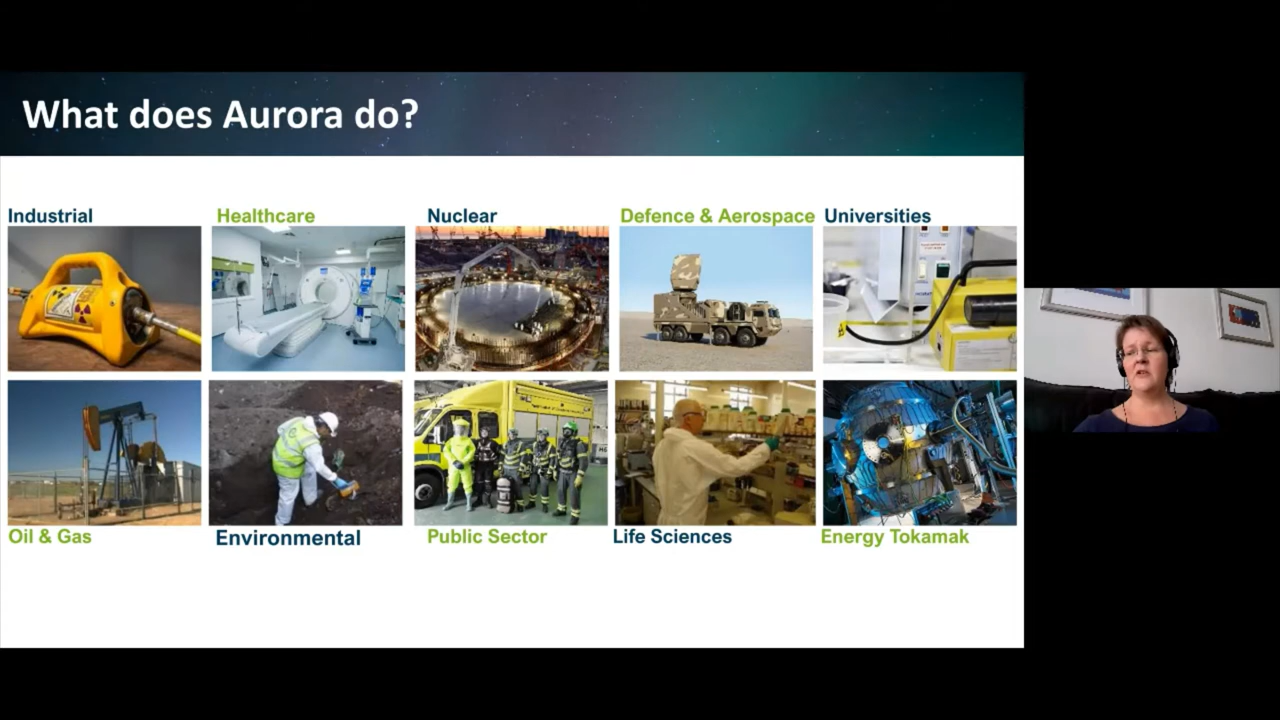 What does Aurora do?
Industrial
Healthcare
Nuclear
Defence & Aerospace
Universities
Oil & Gas
Environmental
Public Sector
Life Sciences
Energy Tokamak